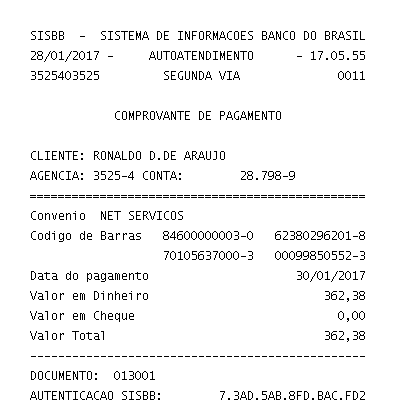 SISBB - SISTEMA DE INFORMACOES BANCO DO BRASIL
28/01/2017 - AUTOATENDIMENTO - 17.05.55
3525403525 SEGUNDA VIA 0011
COMPROVANTE DE PAGAMENTO
CLIENTE: RONALDO D.DE ARAUJO
AGENCIA: 3525-4 CONTA: 28.798-9
================================================
Convenio NET SERVICOS
Codigo de Barras 84600000003-0 62380296201-8
70105637000-3 00099850552-3
Data do pagamento 30/01/2017
Valor em Dinheiro 362,38
Valor em Cheque 0,00
Valor Total 362,38
------------------------------------------------
DOCUMENTO: 013001
AUTENTICACAO SISBB: 7.3AD.5AB.8FD.BAC.FD2